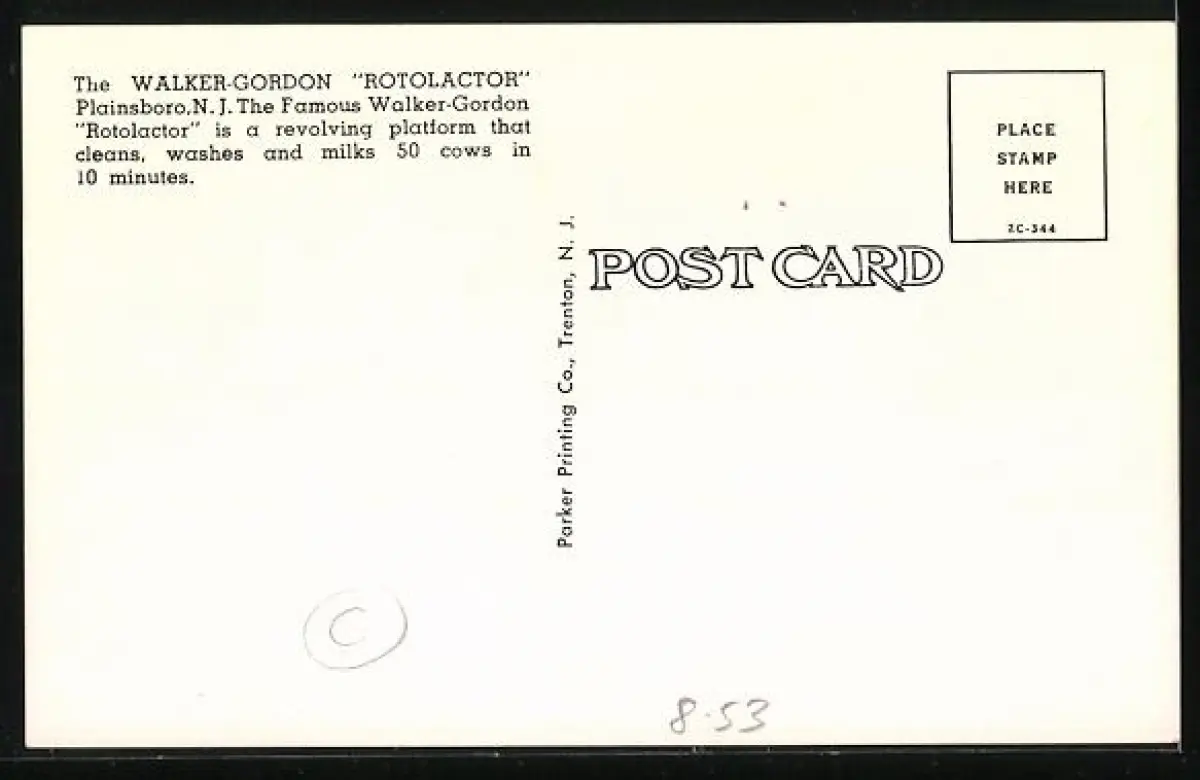 The WALKER-GORDON "ROTOLACTOR"
Plainsboro, N. J. The Famous Walker-Gordon
"Rotolactor" is a revolving platform that
cleans, washes and milks 50 cows in
10 minutes.
Parker Printing Co., Trenton, N. J.
POST CARD
PLACE
STAMP
HERE
2C-344
C
8.53